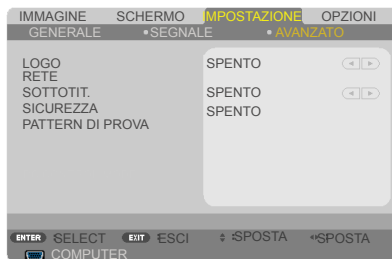 IMMAGINE SCHERMO IMPOSTAZIONE OPZIONI
GENERALE •SEGNALE •AVANZATO
LOGO SPENTO
RETE
SOTTOTIT. SPENTO
SICUREZZA SPENTO
PATTERN DI PROVA
ENTER :SELECT EXIT :ESCI :SPOSTA :SPOSTA
COMPUTER